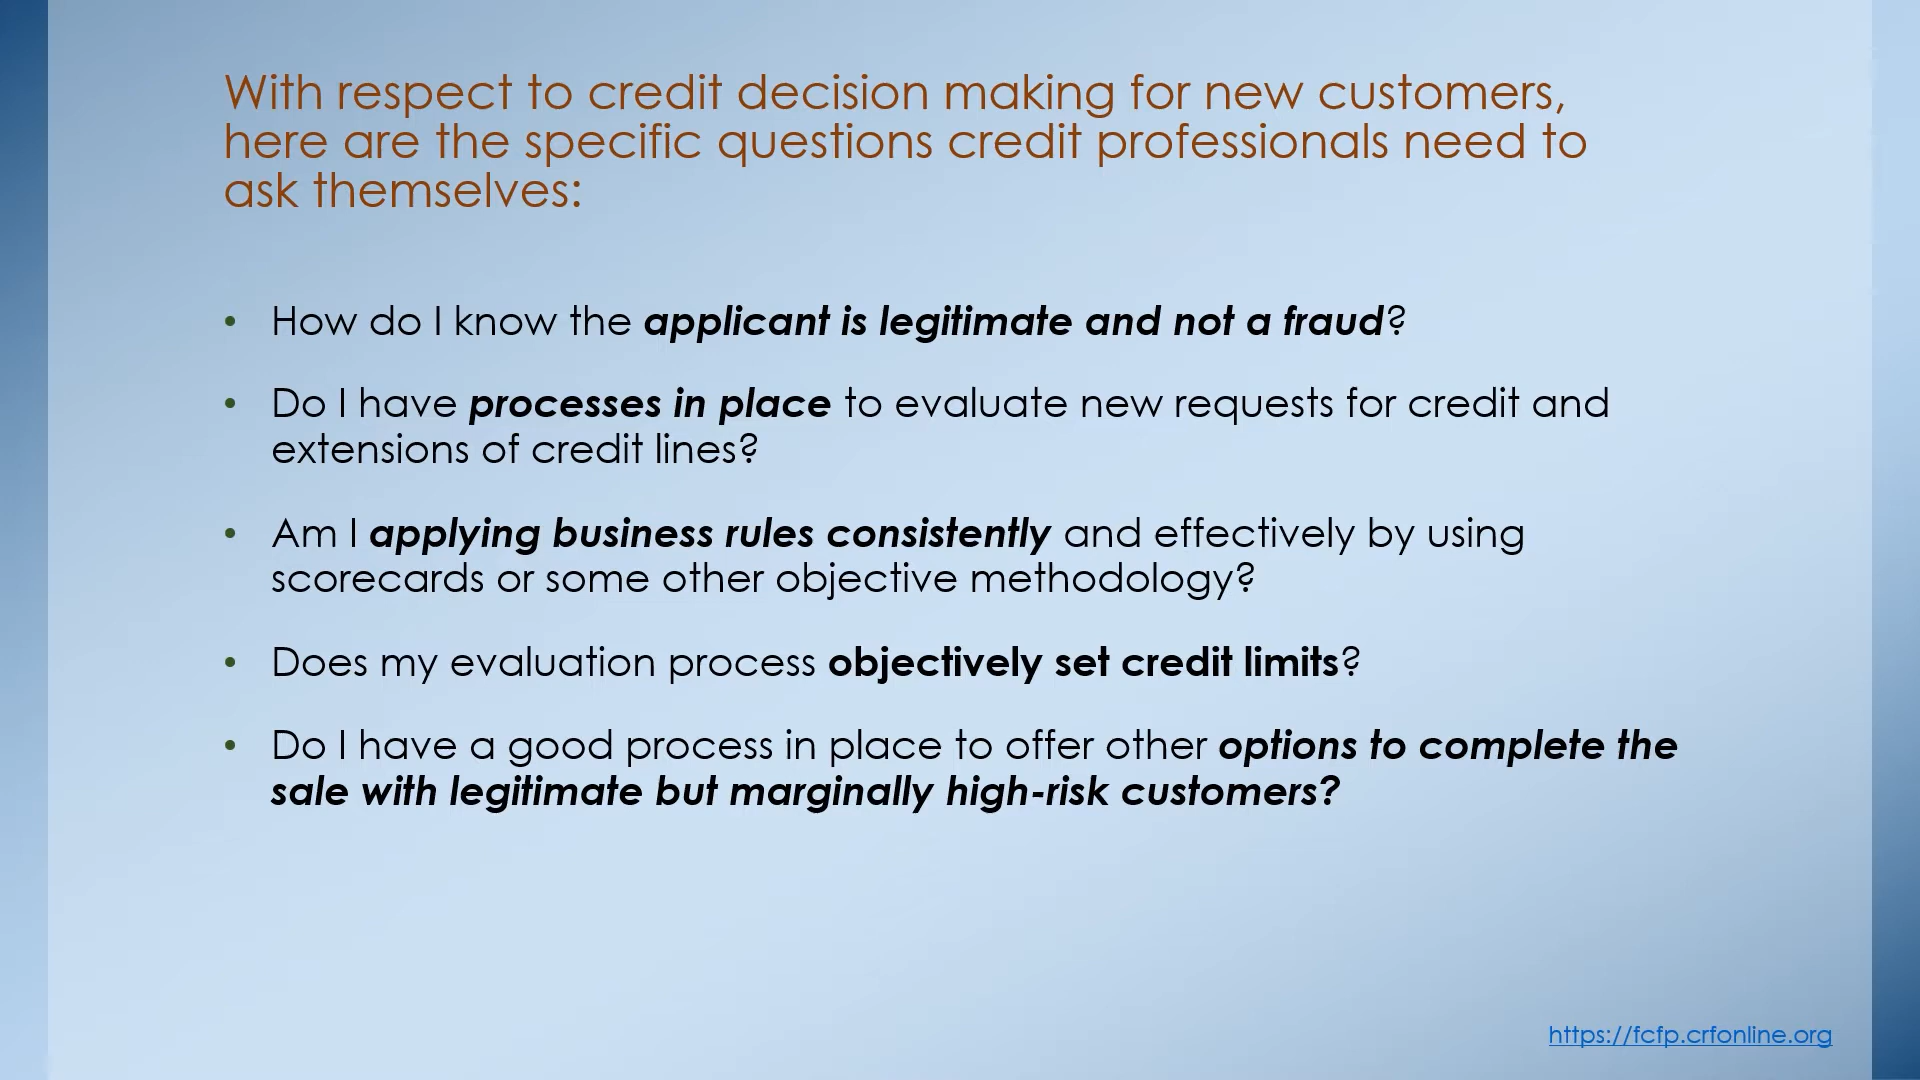 With respect to credit decision making for new customers,
here are the specific questions credit professionals need to
ask themselves:
• How do I know the applicant is legitimate and not a fraud?
• Do I have processes in place to evaluate new requests for credit and
extensions of credit lines?
• Am I applying business rules consistently and effectively by using
scorecards or some other objective methodology?
• Does my evaluation process objectively set credit limits?
• Do I have a good process in place to offer other options to complete the
sale with legitimate but marginally high-risk customers?
https://fcfp.crfonline.org